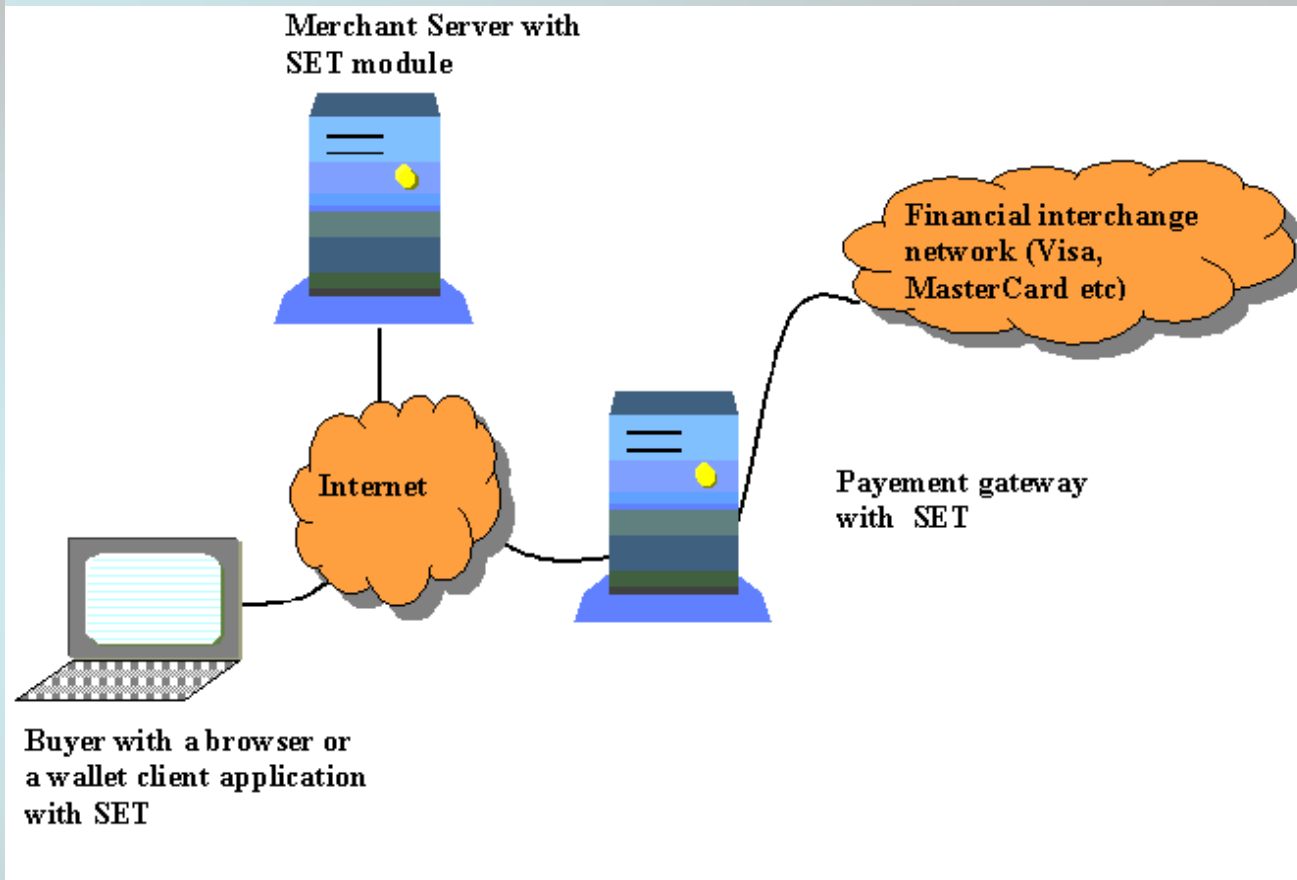 Merchant Server with
SET module
Financial interchange
network (Visa,
MasterCard etc)
Internet
Payement gateway
with SET
Buyer with a browser or
a wallet client application
with SET